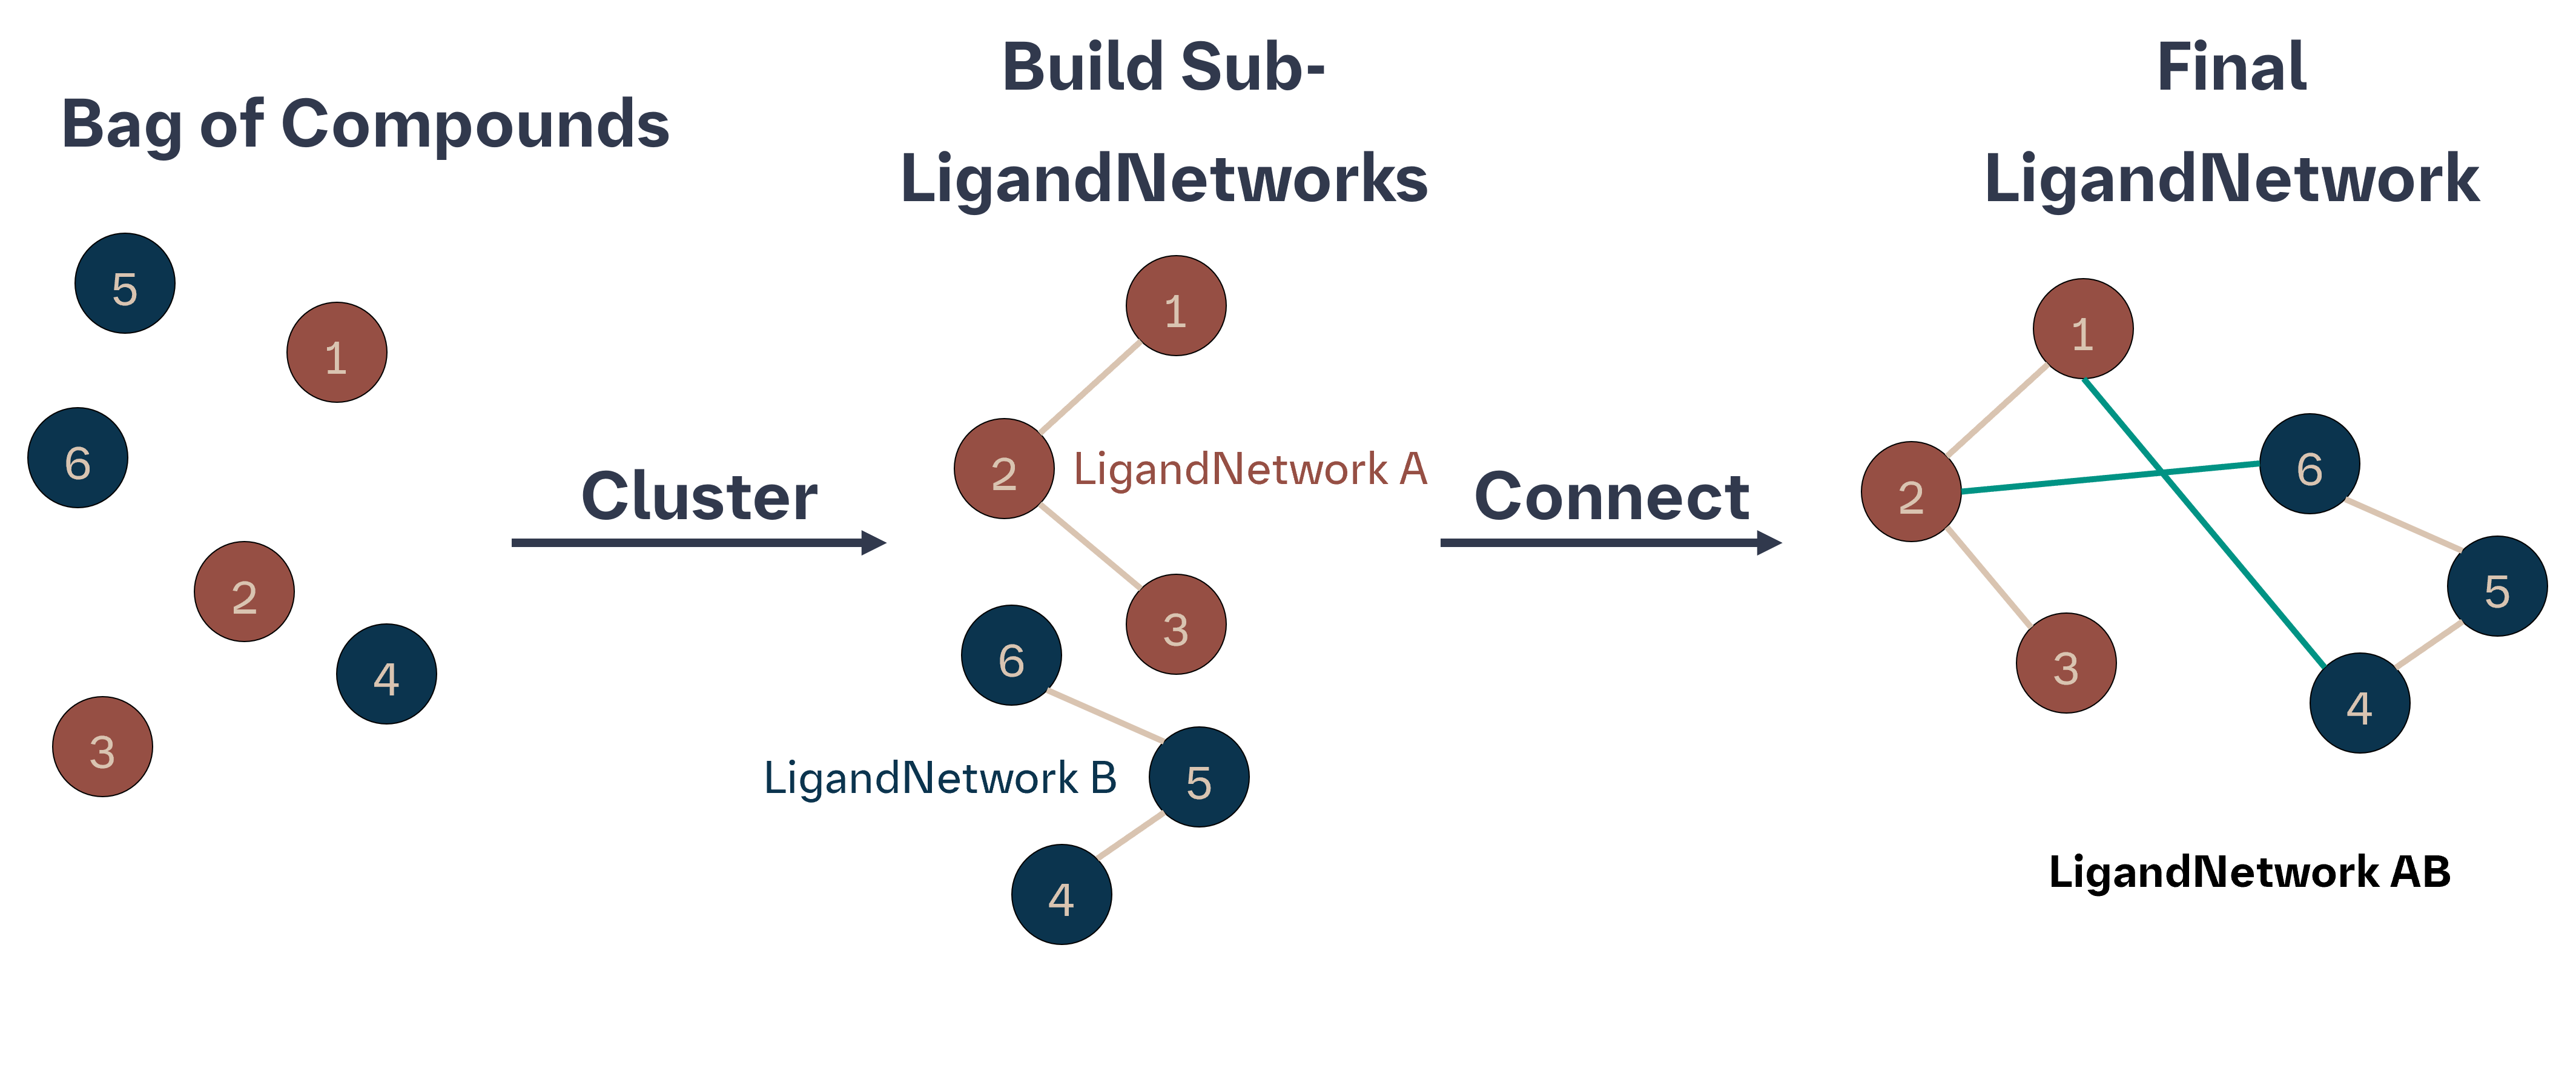 Bag of Compounds
5
1
6
2
4
3
Cluster
Build Sub-
LigandNetworks
1
2
LigandNetwork A
3
6
LigandNetwork B
5
4
Connect
Final
LigandNetwork
1
6
2
5
3
4
LigandNetwork AB